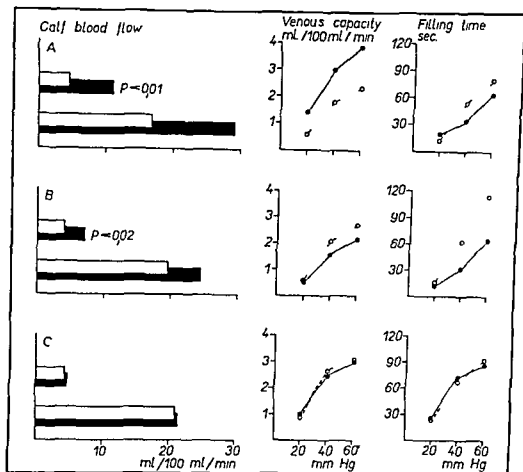 Calf blood flow
Venous capacity
ml/100ml/min
Filling time
sec.
A
P=0,01
4
3
2
1
120
90
60
30
B
P=0,02
4
3
2
1
120
90
60
30
C
4
3
2
1
120
90
60
30
10 20 30
ml/100 ml/min
20 40 60
mm Hg
20 40 60
mm Hg